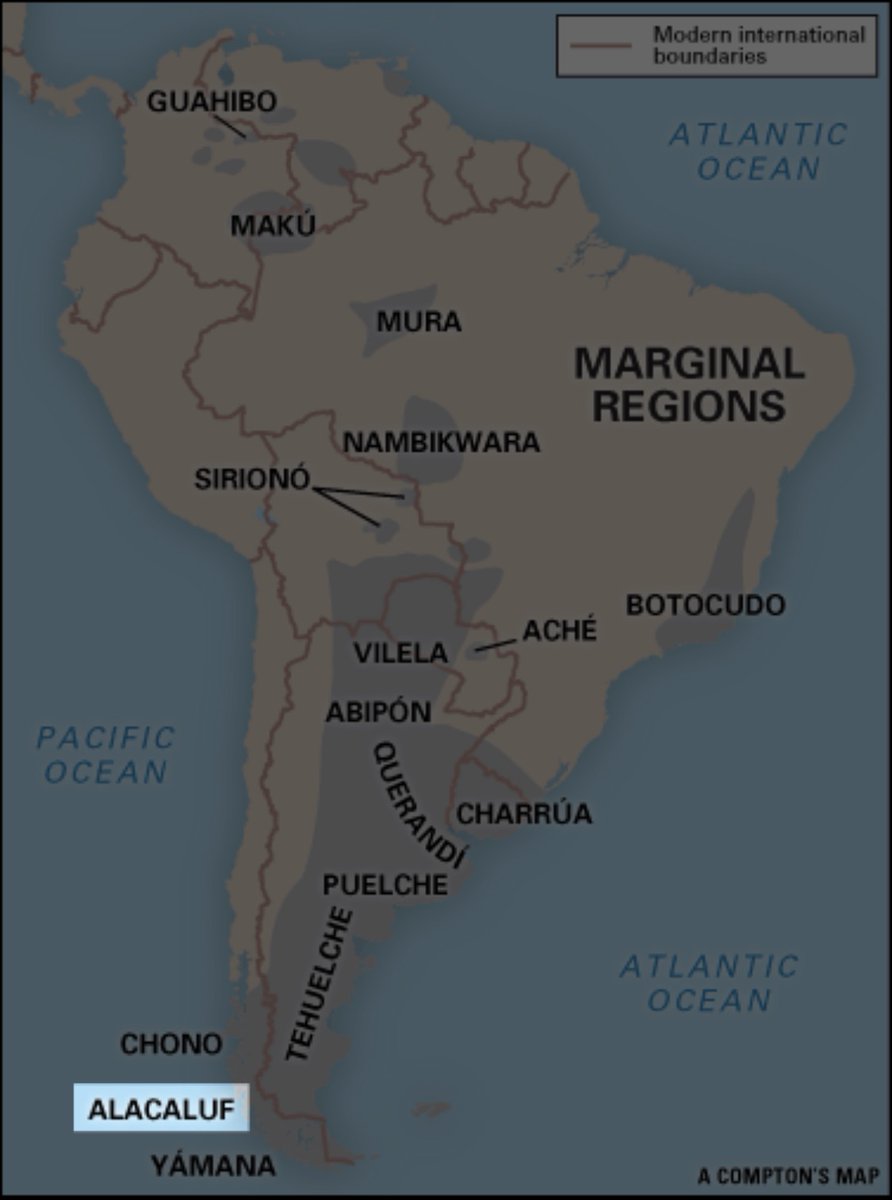 Modern international
boundaries
GUAHIBO
ATLANTIC
OCEAN
MAKÚ
MURA
MARGINAL
REGIONS
NAMBIKWARA
SIRIONÓ
BOTOCUDO
ACHÉ
VILELA
ABIPÓN
PACIFIC
OCEAN
QUERANDÍ
CHARRÚA
PUELCHE
TEHUELCHE
ATLANTIC
OCEAN
CHONO
ALACALUF
YÁMANA
A COMPTON'S MAP